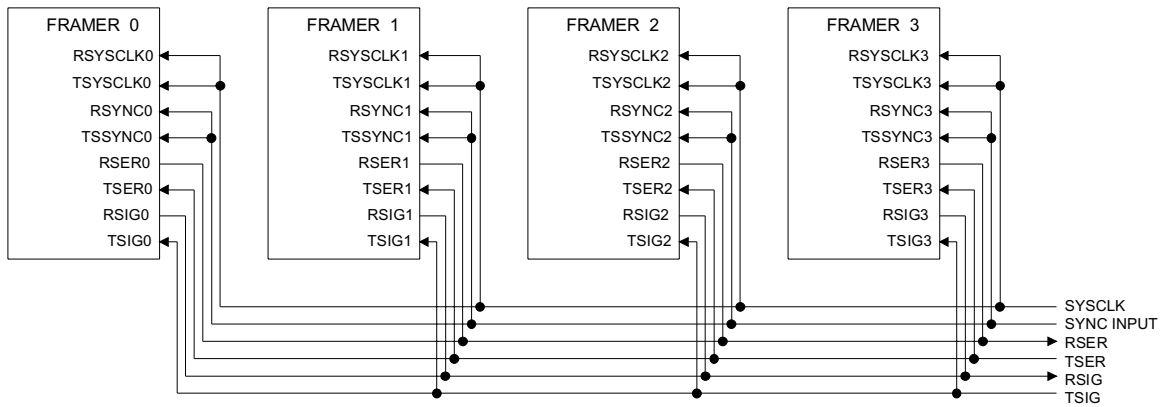 FRAMER 0
RSYSCLK0
TSYSCLK0
RSYNC0
TSSYNC0
RSER0
TSER0
RSIG0
TSIG0
FRAMER 1
RSYSCLK1
TSYSCLK1
RSYNC1
TSSYNC1
RSER1
TSER1
RSIG1
TSIG1
FRAMER 2
RSYSCLK2
TSYSCLK2
RSYNC2
TSSYNC2
RSER2
TSER2
RSIG2
TSIG2
FRAMER 3
RSYSCLK3
TSYSCLK3
RSYNC3
TSSYNC3
RSER3
TSER3
RSIG3
TSIG3
SYSCLK
SYNC INPUT
RSER
TSER
RSIG
TSIG